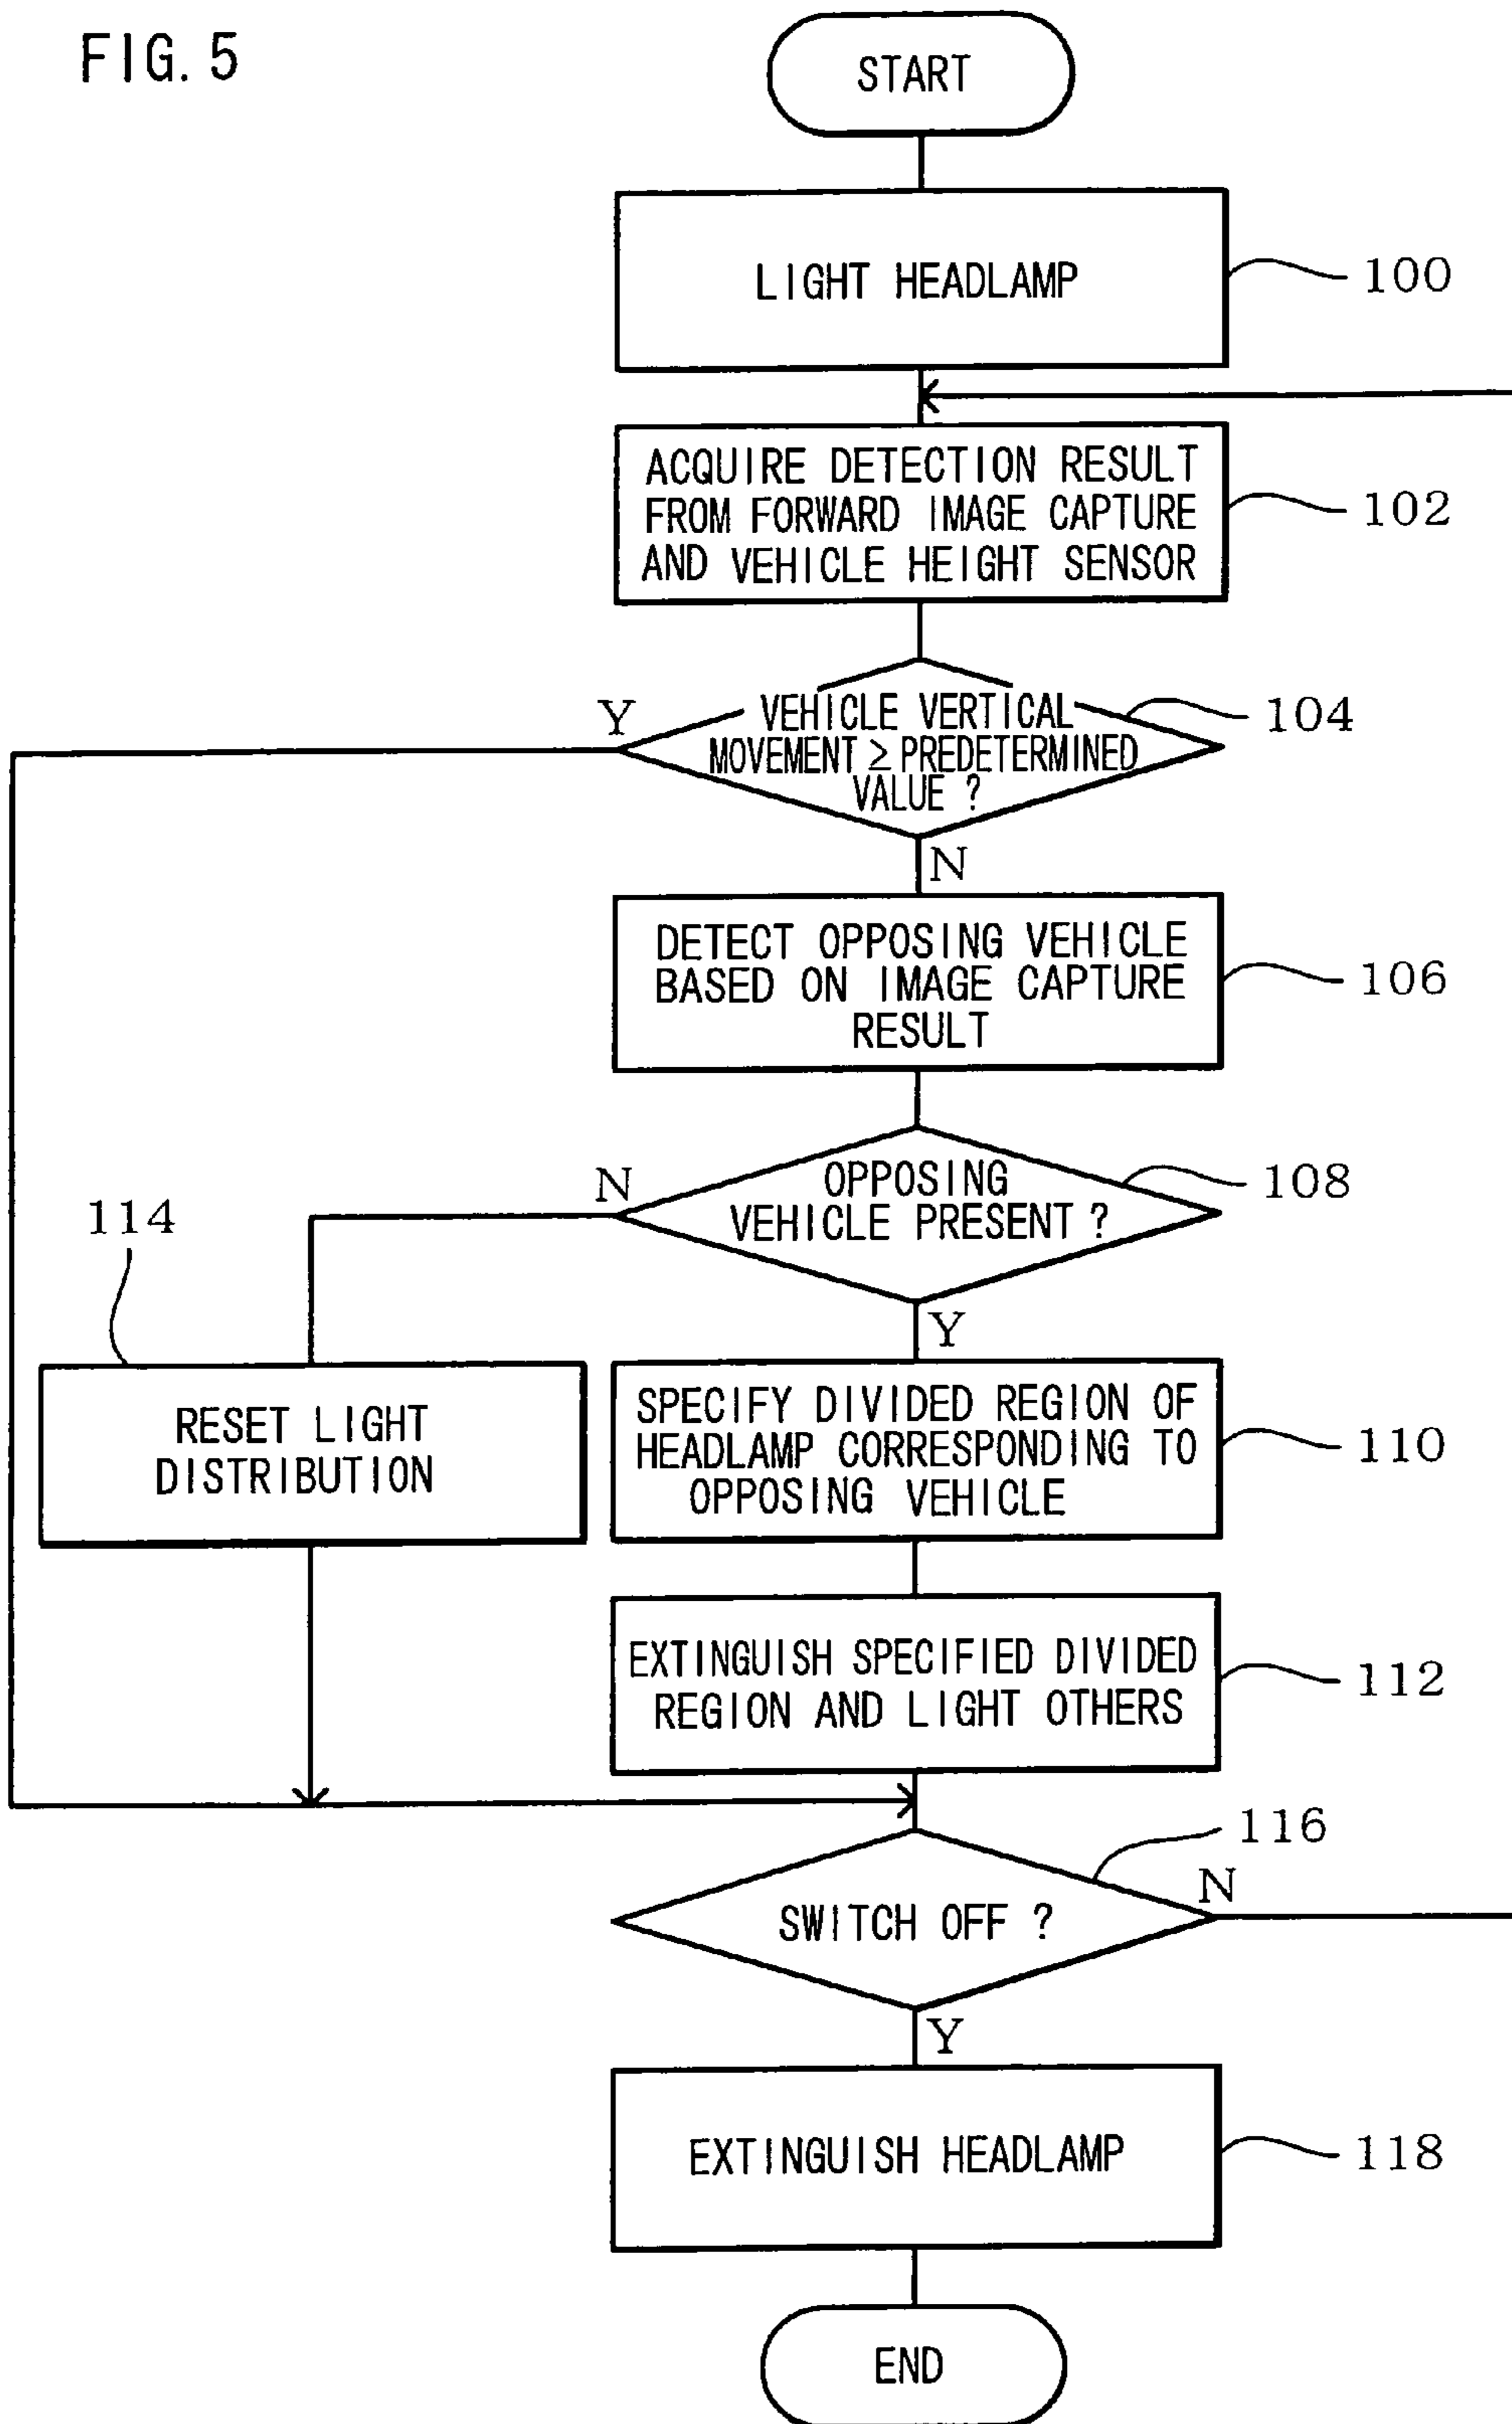 FIG. 5
START
LIGHT HEADLAMP
100
ACQUIRE DETECTION RESULT
FROM FORWARD IMAGE CAPTURE
AND VEHICLE HEIGHT SENSOR
102
VEHICLE VERTICAL
MOVEMENT ≥ PREDETERMINED
VALUE ?
104
Y
N
DETECT OPPOSING VEHICLE
BASED ON IMAGE CAPTURE
RESULT
106
OPPOSING
VEHICLE PRESENT ?
108
N
Y
114
RESET LIGHT
DISTRIBUTION
SPECIFY DIVIDED REGION OF
HEADLAMP CORRESPONDING TO
OPPOSING VEHICLE
110
EXTINGUISH SPECIFIED DIVIDED
REGION AND LIGHT OTHERS
112
116
SWITCH OFF ?
N
Y
EXTINGUISH HEADLAMP
118
END